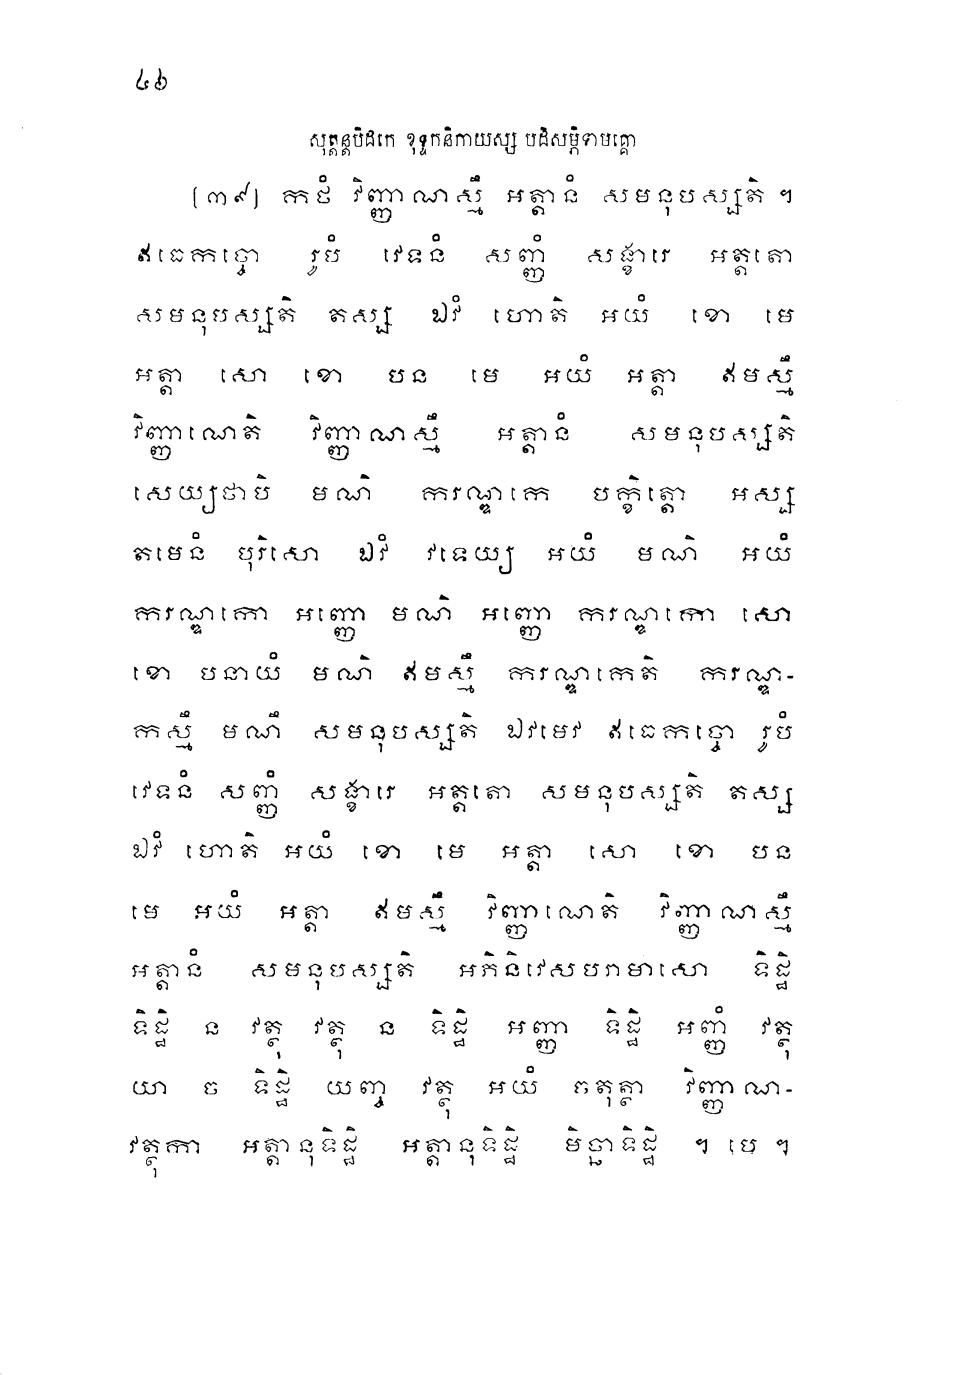 ៤៦
សុត្តន្តបិដកេ ខុទ្ទកនិកាយស្ស បដិសម្ភិទាមគ្គោ
[៣៩] កថំ វិញ្ញាណស្មឹ អត្តានំ សមនុបស្សតិ ។
ឥធេកច្ចោ រូបំ វេទនំ សញ្ញំ សង្ខារេ អត្តតោ
សមនុបស្សតិ តស្ស ឯវំ ហោតិ អយំ ខោ មេ
អត្តា សោ ខោ បន មេ អយំ អត្តា ឥមស្មឹ
វិញ្ញាណេតិ វិញ្ញាណស្មឹ អត្តានំ សមនុបស្សតិ
សេយ្យថាបិ មណិ ករណ្ឌកេ បក្ខិត្តោ អស្ស
តមេនំ បុរិសោ ឯវំ វទេយ្យ អយំ មណិ អយំ
ករណ្ឌកោ អញ្ញោ មណិ អញ្ញោ ករណ្ឌកោ សោ
ខោ បនាយំ មណិ ឥមស្មឹ ករណ្ឌកេតិ ករណ្ឌ-
កស្មឹ មណឹ សមនុបស្សតិ ឯវមេវ ឥធេកច្ចោ រូបំ
វេទនំ សញ្ញំ សង្ខារេ អត្តតោ សមនុបស្សតិ តស្ស
ឯវំ ហោតិ អយំ ខោ មេ អត្តា សោ ខោ បន
មេ អយំ អត្តា ឥមស្មឹ វិញ្ញាណេតិ វិញ្ញាណស្មឹ
អត្តានំ សមនុបស្សតិ អភិនិវេសបរាមាសោ ទិដ្ឋិ
ទិដ្ឋិ ន វត្ថុ វត្ថុ ន ទិដ្ឋិ អញ្ញា ទិដ្ឋិ អញ្ញំ វត្ថុ
យា ច ទិដ្ឋិ យញ្ច វត្ថុ អយំ ចតុត្ថា វិញ្ញាណ-
វត្ថុកា អត្តានុទិដ្ឋិ អត្តានុទិដ្ឋិ មិច្ឆាទិដ្ឋិ ។ បេ ។